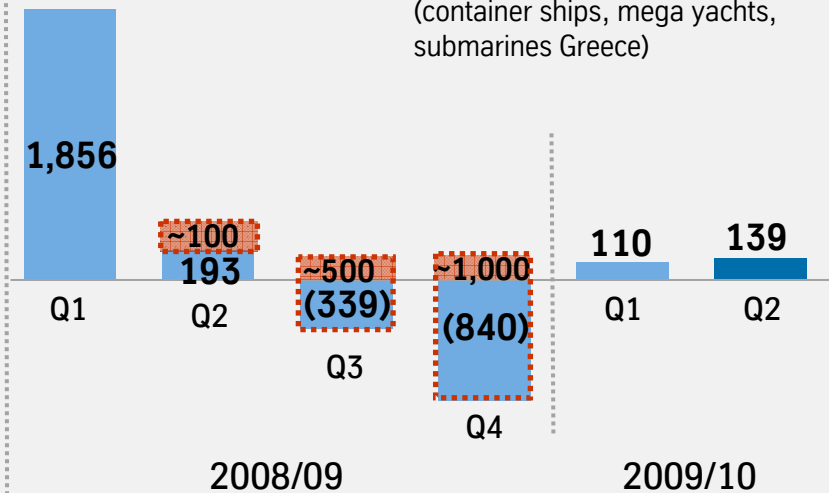 (container ships, mega yachts,
submarines Greece)
1,856
~100
193
~500
(339)
~1,000
(840)
110
139
Q1
Q2
Q3
Q4
Q1
Q2
2008/09
2009/10